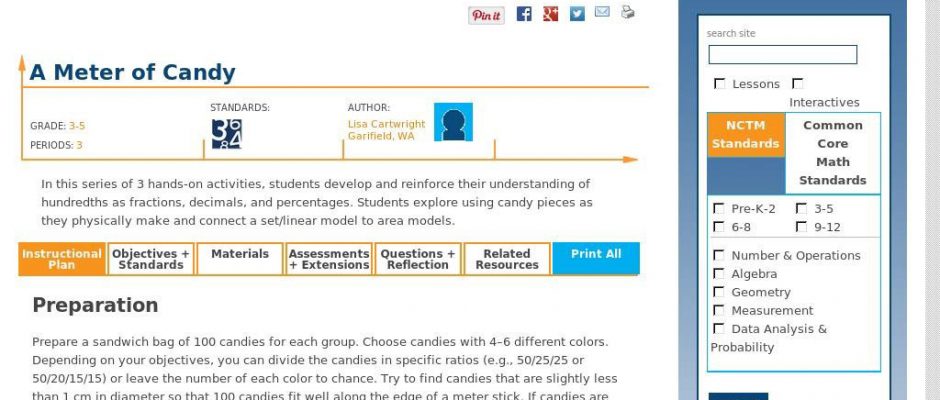 Pin it
A Meter of Candy
GRADE: 3-5
PERIODS: 3
STANDARDS:
AUTHOR:
Lisa Cartwright
Garifield, WA
In this series of 3 hands-on activities, students develop and reinforce their understanding of
hundredths as fractions, decimals, and percentages. Students explore using candy pieces as
they physically make and connect a set/linear model to area models.
Instructional Plan
Objectives + Standards
Materials
Assessments + Extensions
Questions + Reflection
Related Resources
Print All
Preparation
Prepare a sandwich bag of 100 candies for each group. Choose candies with 4–6 different colors.
Depending on your objectives, you can divide the candies in specific ratios (e.g., 50/25/25 or
50/20/15/15) or leave the number of each color to chance. Try to find candies that are slightly less
than 1 cm in diameter so that 100 candies fit well along the edge of a meter stick. If candies are
search site
Lessons
Interactives
NCTM
Standards
Common
Core
Math
Standards
Pre-K-2 3-5
6-8 9-12
Number & Operations
Algebra
Geometry
Measurement
Data Analysis &
Probability